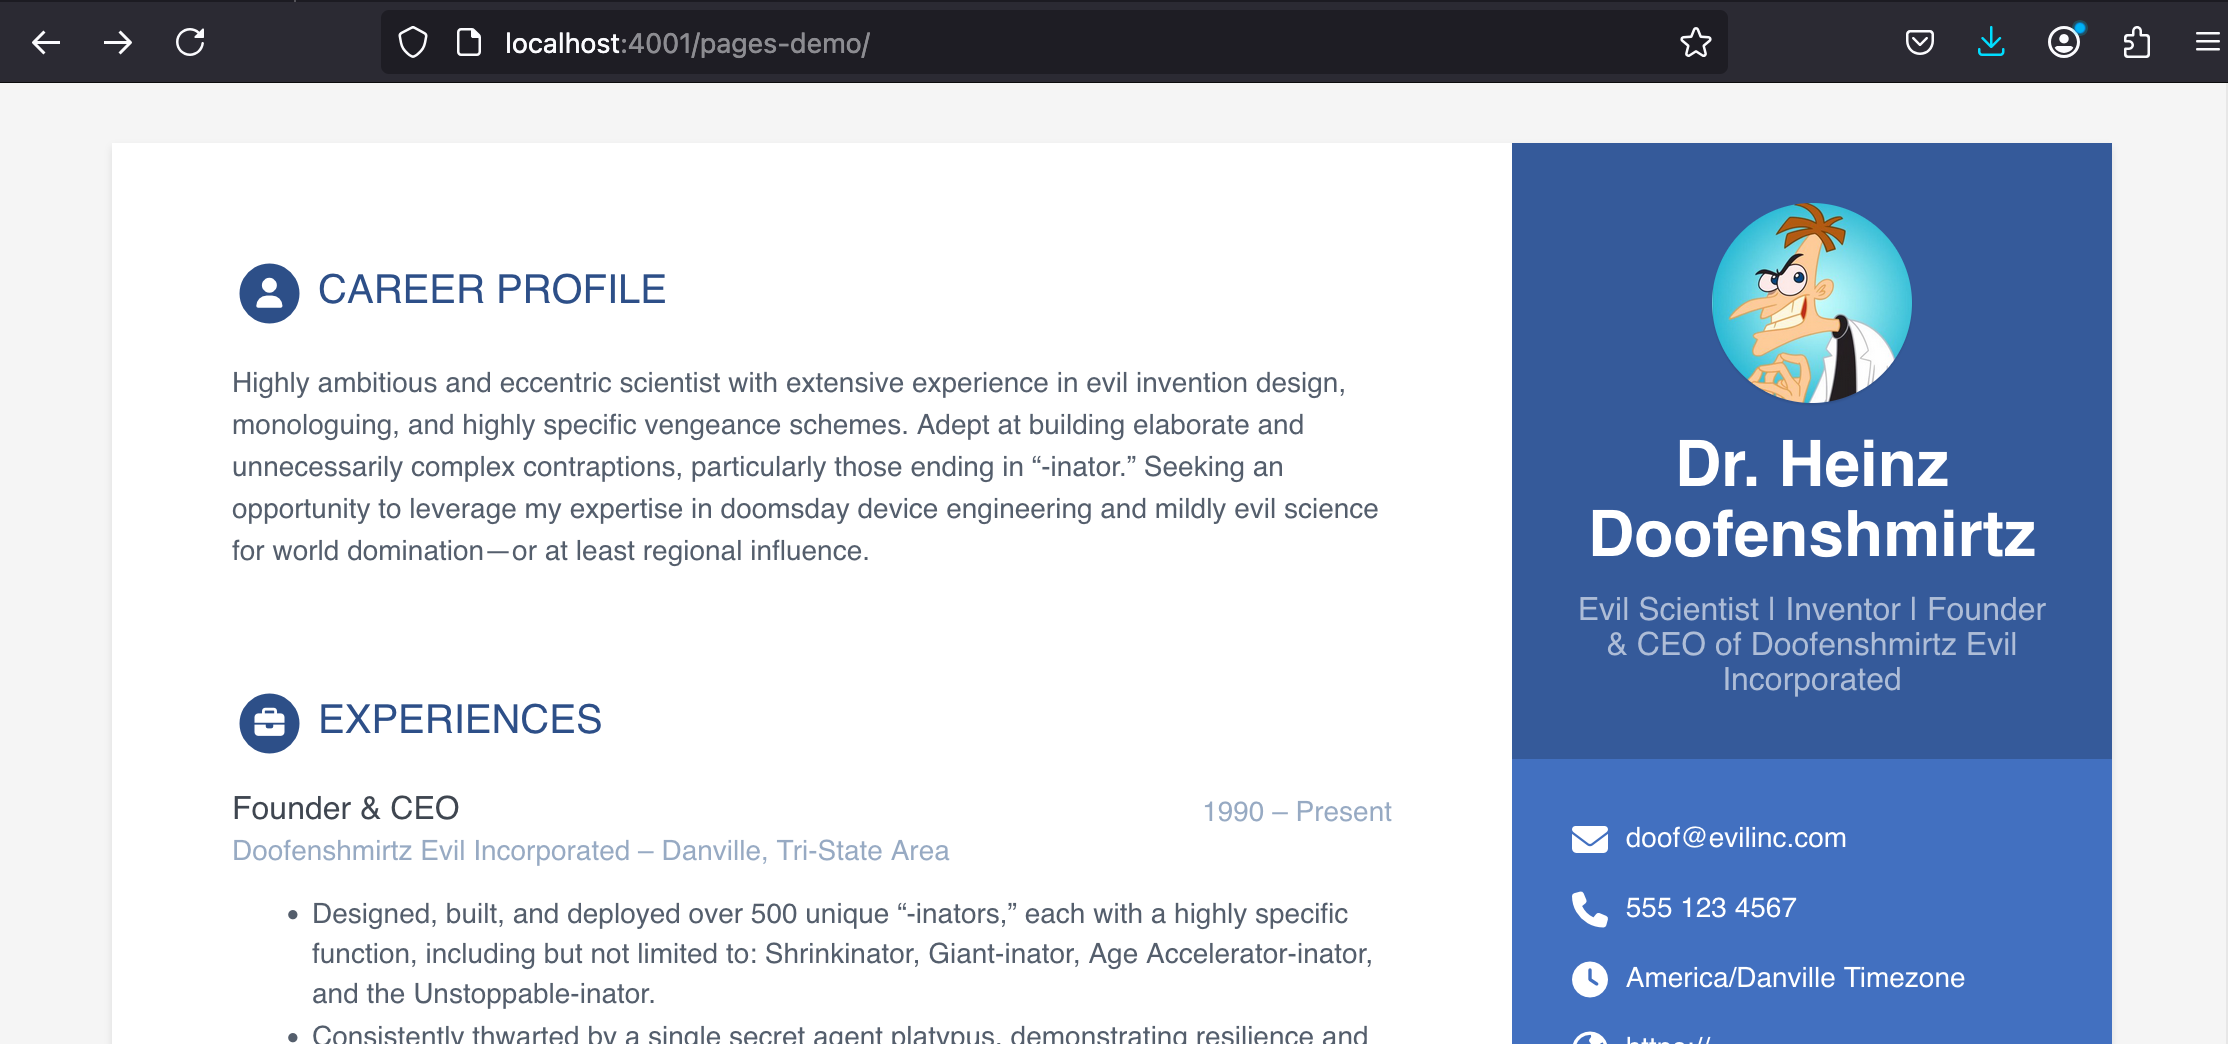 localhost:4001/pages-demo/
CAREER PROFILE
Highly ambitious and eccentric scientist with extensive experience in evil invention design,
monologuing, and highly specific vengeance schemes. Adept at building elaborate and
unnecessarily complex contraptions, particularly those ending in “-inator.” Seeking an
opportunity to leverage my expertise in doomsday device engineering and mildly evil science
for world domination—or at least regional influence.
EXPERIENCES
Founder & CEO
1990 – Present
Doofenshmirtz Evil Incorporated – Danville, Tri-State Area
• Designed, built, and deployed over 500 unique “-inators,” each with a highly specific
function, including but not limited to: Shrinkinator, Giant-inator, Age Accelerator-inator,
and the Unstoppable-inator.
• Consistently thwarted by a single secret agent platypus, demonstrating resilience and
Dr. Heinz
Doofenshmirtz
Evil Scientist | Inventor | Founder
& CEO of Doofenshmirtz Evil
Incorporated
doof@evilinc.com
555 123 4567
America/Danville Timezone
https://